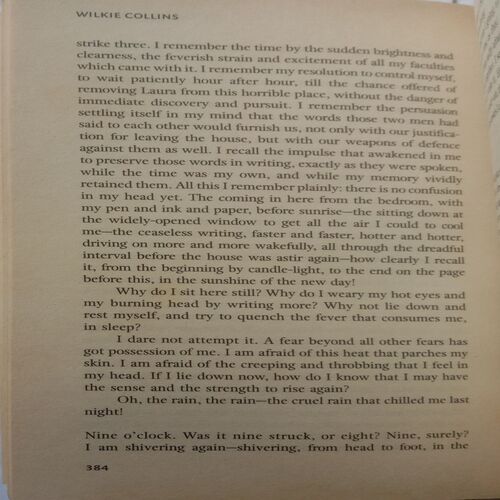 WILKIE COLLINS
strike three. I remember the time by the sudden brightness and
clearness, the feverish strain and excitement of all my faculties
which came with it. I remember my resolution to control myself,
to wait patiently hour after hour, till the chance offered of
removing Laura from this horrible place, without the danger of
immediate discovery and pursuit. I remember the persuasion
settling itself in my mind that the words those two men had
said to each other would furnish us, not only with our justifica-
tion for leaving the house, but with our weapons of defence
against them as well. I recall the impulse that awakened in me
to preserve those words in writing, exactly as they were spoken,
while the time was my own, and while my memory vividly
retained them. All this I remember plainly: there is no confusion
in my head yet. The coming in here from the bedroom, with
my pen and ink and paper, before sunrise—the sitting down at
the widely-opened window to get all the air I could to cool
me—the ceaseless writing, faster and faster, hotter and hotter,
driving on more and more wakefully, all through the dreadful
interval before the house was astir again—how clearly I recall
it, from the beginning by candle-light, to the end on the page
before this, in the sunshine of the new day!
Why do I sit here still? Why do I weary my hot eyes and
my burning head by writing more? Why not lie down and
rest myself, and try to quench the fever that consumes me,
in sleep?
I dare not attempt it. A fear beyond all other fears has
got possession of me. I am afraid of this heat that parches my
skin. I am afraid of the creeping and throbbing that I feel in
my head. If I lie down now, how do I know that I may have
the sense and the strength to rise again?
Oh, the rain, the rain—the cruel rain that chilled me last
night!
Nine o'clock. Was it nine struck, or eight? Nine, surely?
I am shivering again—shivering, from head to foot, in the
384